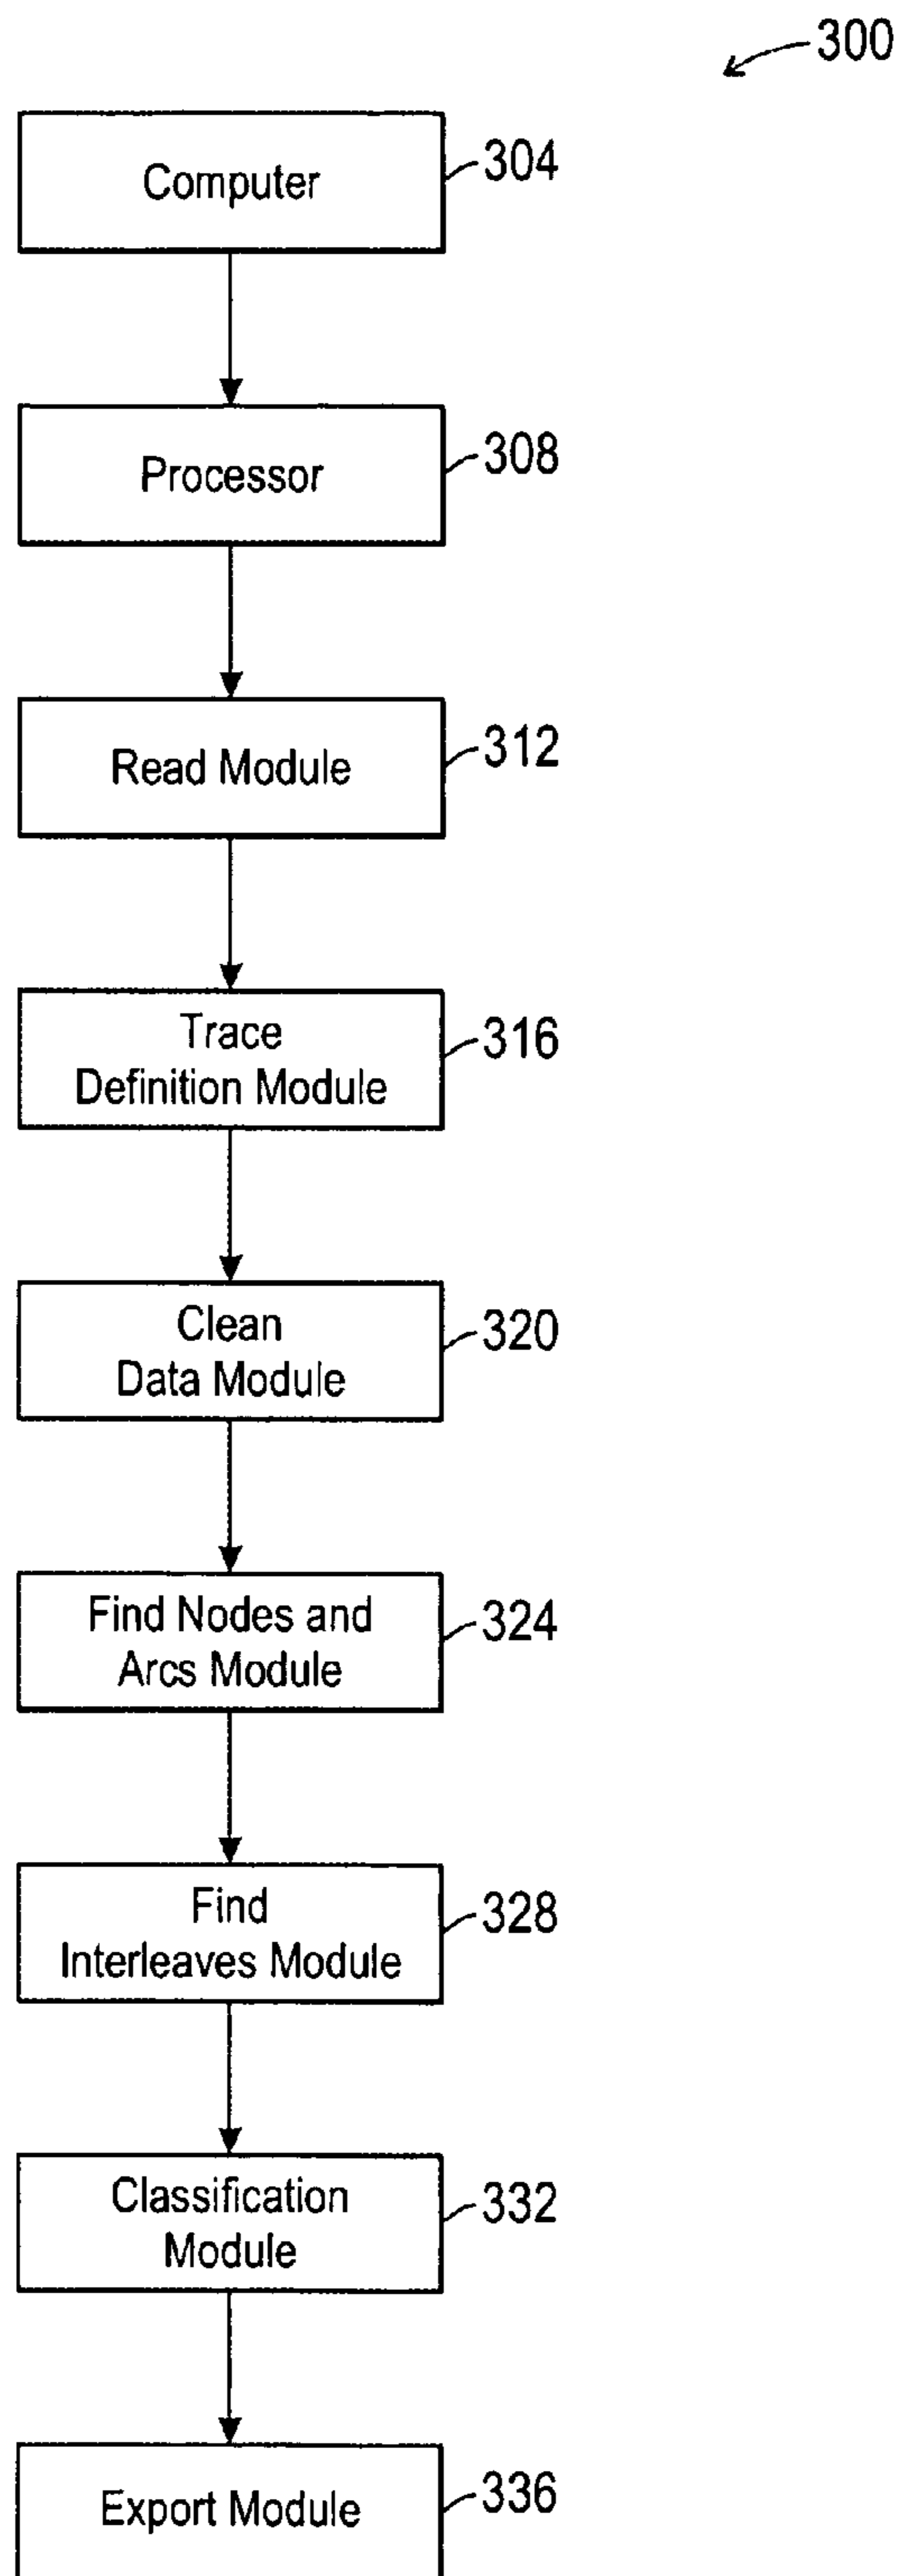 300
Computer
304
Processor
308
Read Module
312
Trace
Definition Module
316
Clean
Data Module
320
Find Nodes and
Arcs Module
324
Find
Interleaves Module
328
Classification
Module
332
Export Module
336